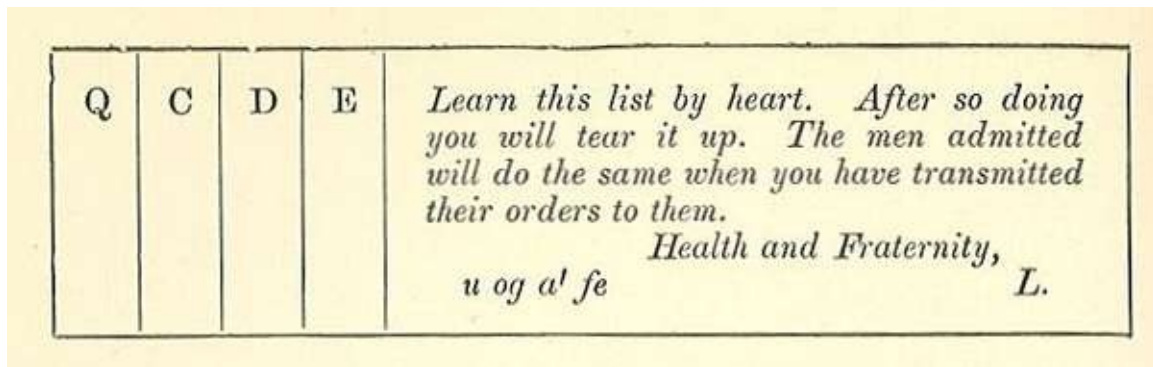 Q C D E Learn this list by heart. After so doing
you will tear it up. The men admitted
will do the same when you have transmitted
their orders to them.
Health and Fraternity,
u og a' fe L.